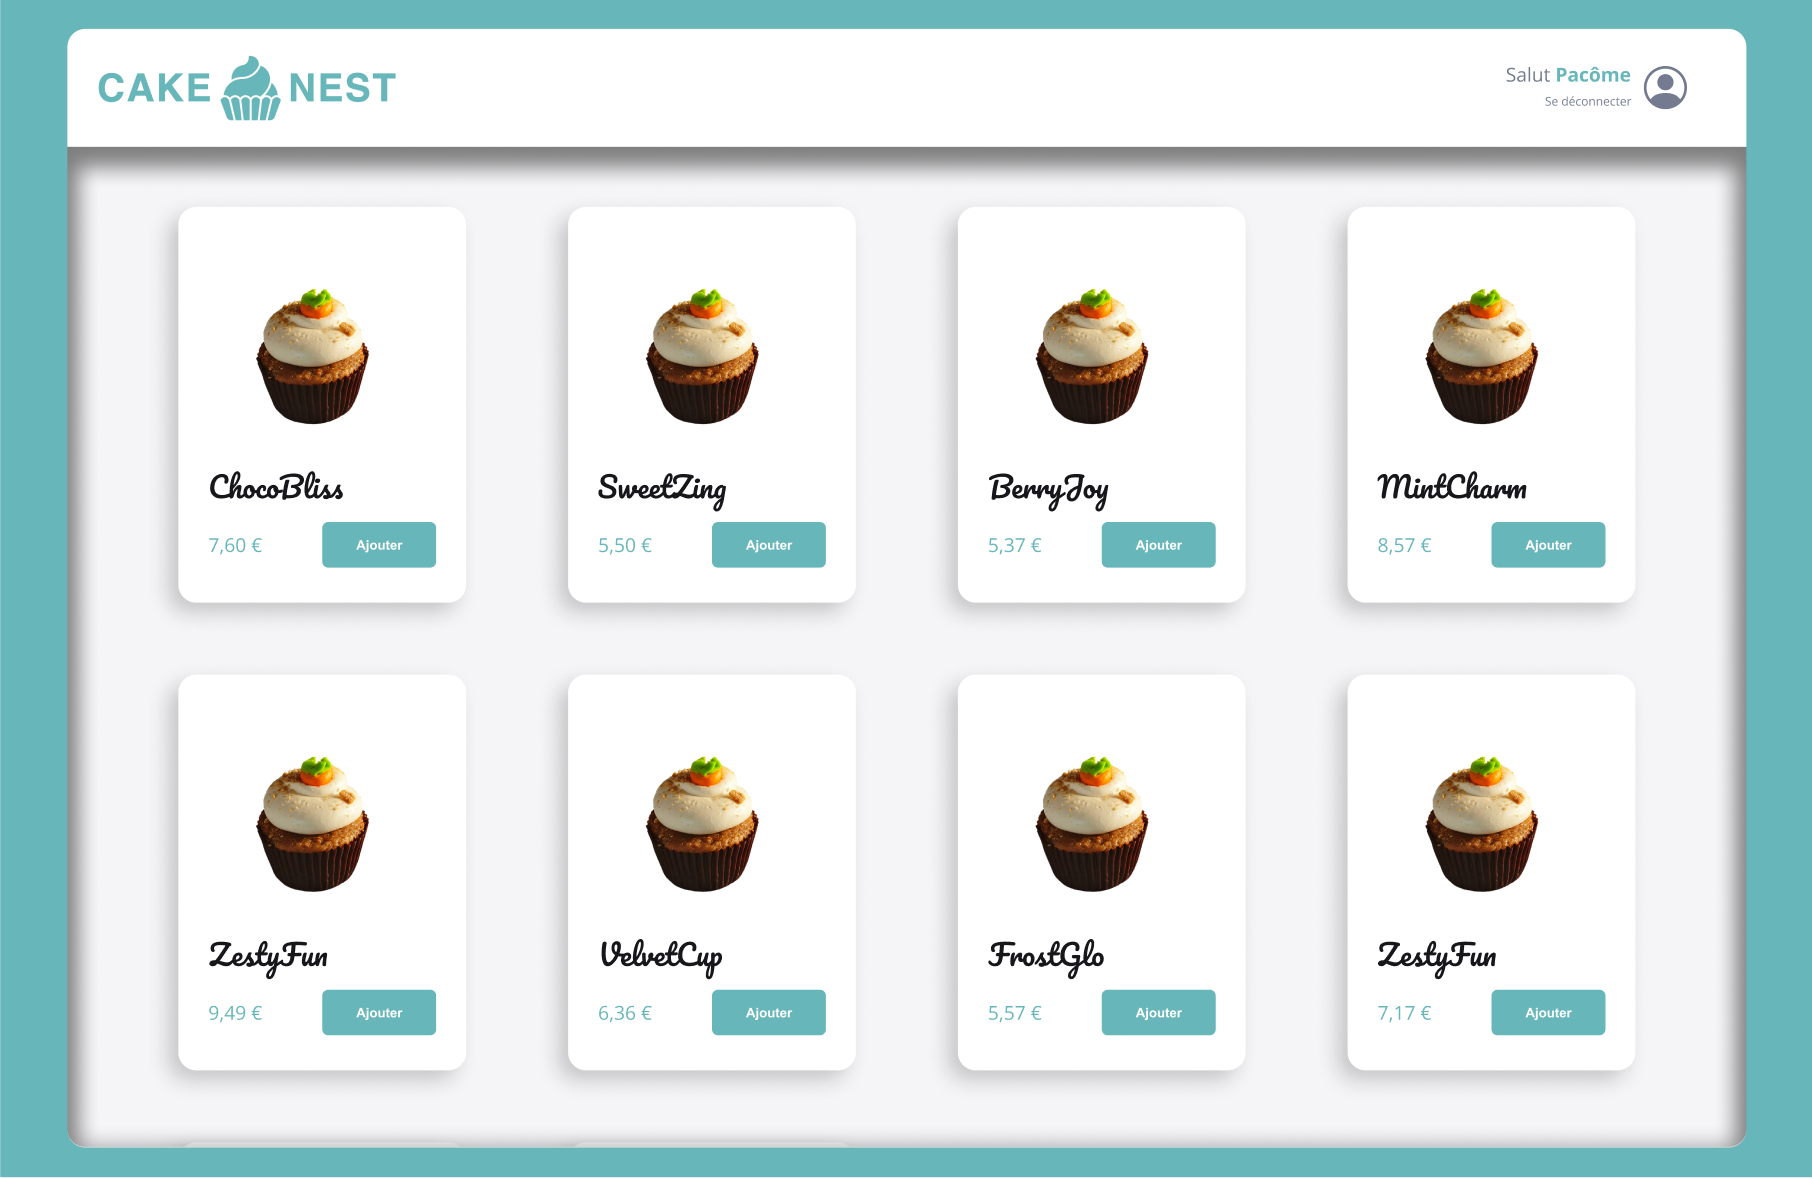 CAKE NEST
Salut Pacôme
Se déconnecter
ChocoBliss
7,60 €
Ajouter
SweetZing
5,50 €
Ajouter
BerryJoy
5,37 €
Ajouter
MintCharm
8,57 €
Ajouter
ZestyFun
9,49 €
Ajouter
VelvetCup
6,36 €
Ajouter
FrostGlo
5,57 €
Ajouter
ZestyFun
7,17 €
Ajouter